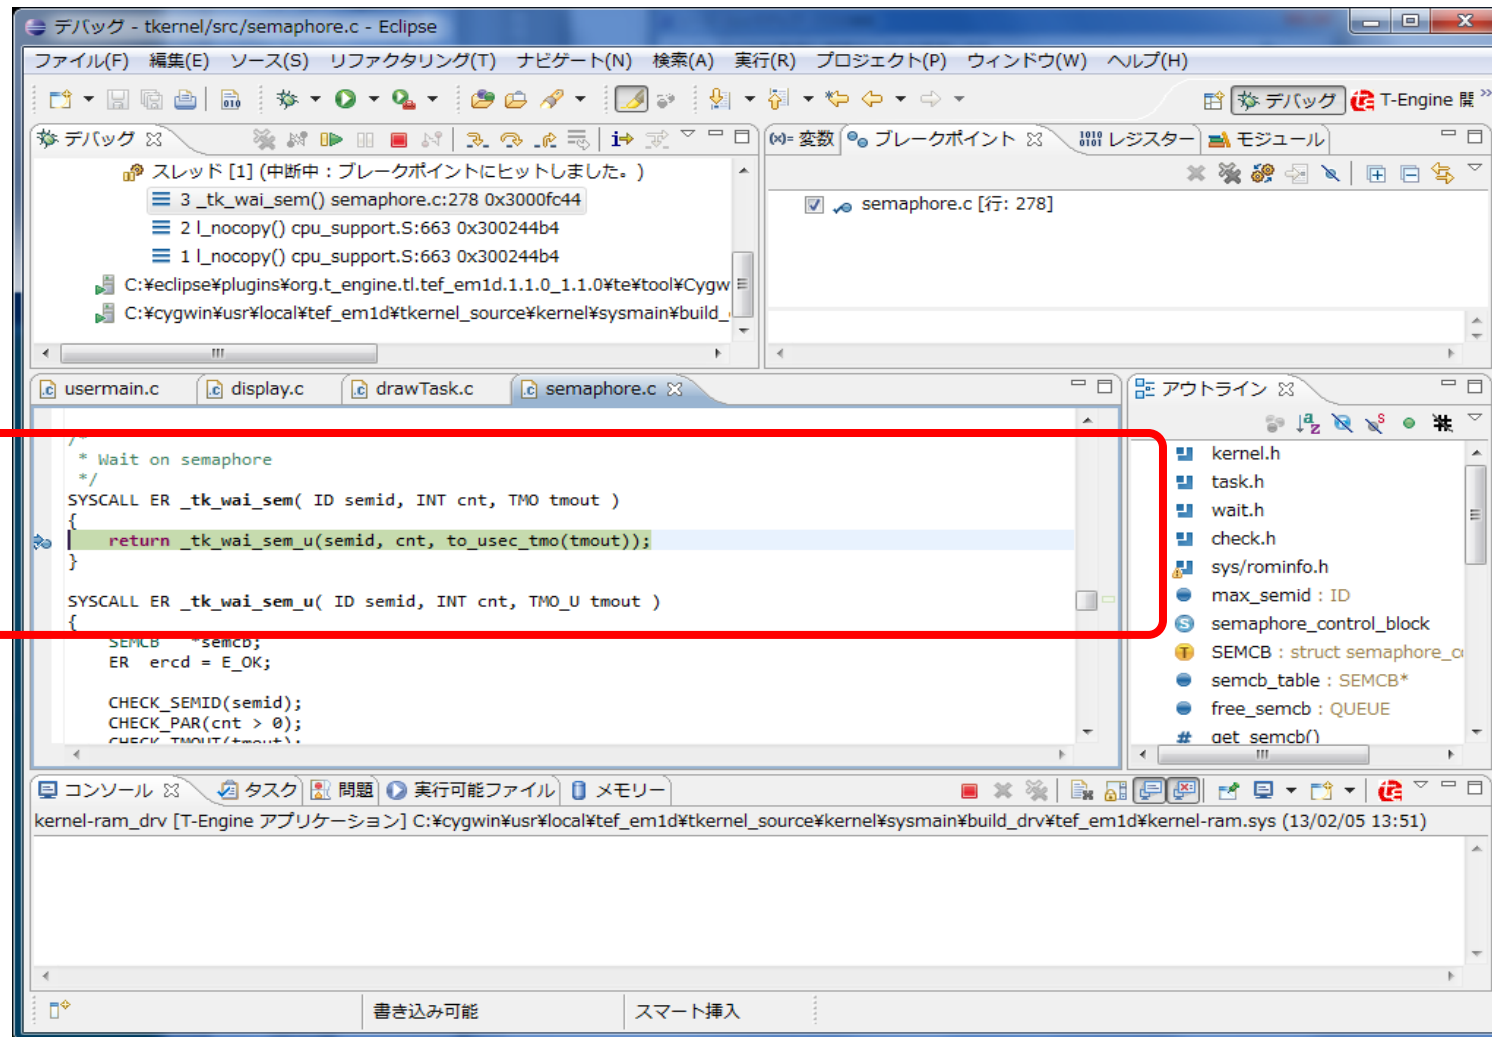 デバッグ - tkernel/src/semaphore.c - Eclipse
ファイル(F) 編集(E) ソース(S) リファクタリング(T) ナビゲート(N) 検索(A) 実行(R) プロジェクト(P) ウィンドウ(W) ヘルプ(H)
デバッグ T-Engine 開
デバッグ
スレッド [1] (中断中：ブレークポイントにヒットしました。)
3 _tk_wai_sem() semaphore.c:278 0x3000fc44
2 l_nocopy() cpu_support.S:663 0x300244b4
1 l_nocopy() cpu_support.S:663 0x300244b4
C:¥eclipse¥plugins¥org.t_engine.tl.tef_em1d.1.1.0_1.1.0¥te¥tool¥Cygw
C:¥cygwin¥usr¥local¥tef_em1d¥tkernel_source¥kernel¥sysmain¥build_
(x)= 変数 ブレークポイント レジスター モジュール
semaphore.c [行: 278]
usermain.c display.c drawTask.c semaphore.c
/*
* Wait on semaphore
*/
SYSCALL ER _tk_wai_sem( ID semid, INT cnt, TMO tmout )
{
return _tk_wai_sem_u(semid, cnt, to_usec_tmo(tmout));
}
SYSCALL ER _tk_wai_sem_u( ID semid, INT cnt, TMO_U tmout )
{
SEMCB *semcb;
ER ercd = E_OK;
CHECK_SEMID(semid);
CHECK_PAR(cnt > 0);
CHECK_TMOUT(tmout);
アウトライン
kernel.h
task.h
wait.h
check.h
sys/rominfo.h
max_semid : ID
semaphore_control_block
SEMCB : struct semaphore_co
semcb_table : SEMCB*
free_semcb : QUEUE
get_semcb()
コンソール タスク 問題 実行可能ファイル メモリー
kernel-ram_drv [T-Engine アプリケーション] C:¥cygwin¥usr¥local¥tef_em1d¥tkernel_source¥kernel¥sysmain¥build_drv¥tef_em1d¥kernel-ram.sys (13/02/05 13:51)
書き込み可能 スマート挿入